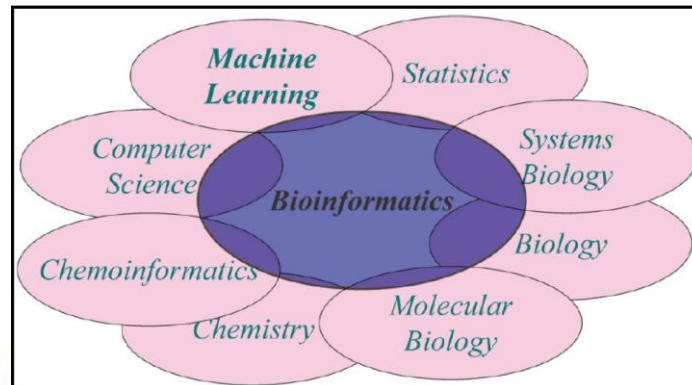 Machine
Learning
Statistics
Computer
Science
Systems
Biology
Bioinformatics
Chemoinformatics
Biology
Chemistry
Molecular
Biology